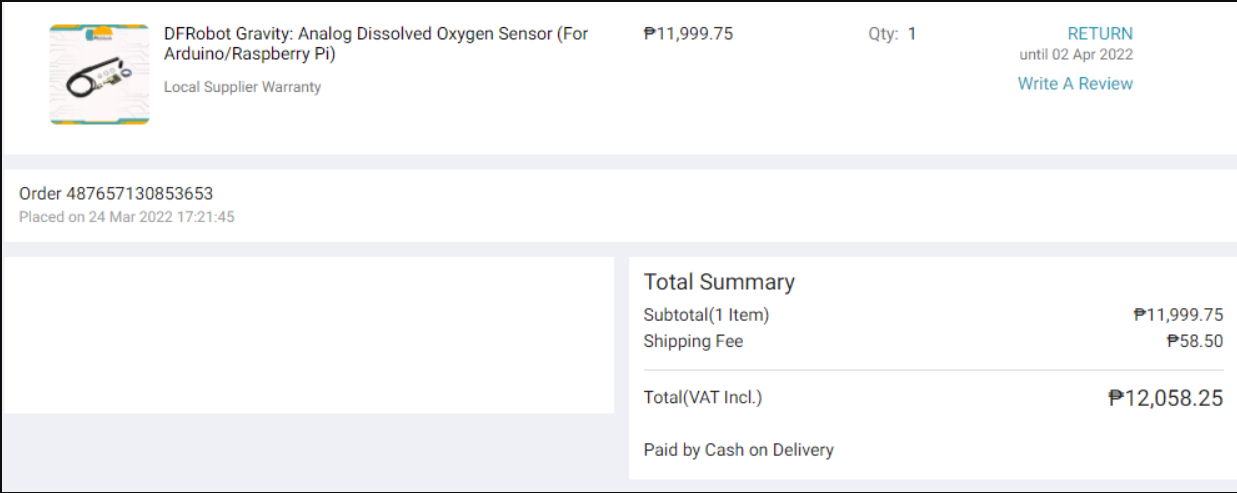 DFRobot Gravity: Analog Dissolved Oxygen Sensor (For
Arduino/Raspberry Pi)
Local Supplier Warranty
₱11,999.75
Qty: 1
RETURN
until 02 Apr 2022
Write A Review
Order 487657130853653
Placed on 24 Mar 2022 17:21:45
Total Summary
Subtotal(1 Item) ₱11,999.75
Shipping Fee ₱58.50
Total(VAT Incl.) ₱12,058.25
Paid by Cash on Delivery